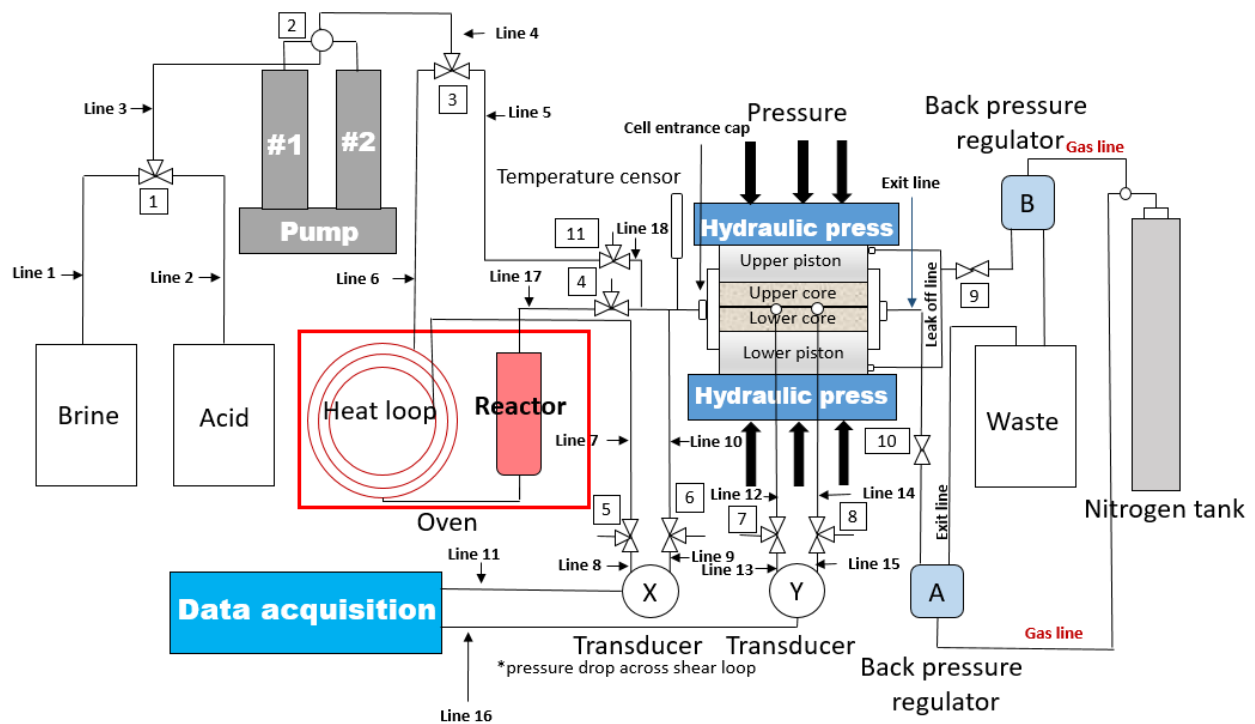 2
Line 4
Line 3
#1
#2
3
Line 5
Pressure
Back pressure
regulator
Cell entrance cap
Gas line
Temperature censor
Exit line
1
Pump
B
Hydraulic press
11
Line 18
Upper piston
Line 1
Line 2
Line 6
Line 17
4
Upper core
Lower core
9
Leak off line
Lower piston
Brine
Acid
Heat loop
Reactor
Hydraulic press
Waste
Line 7
Line 10
10
Nitrogen tank
Oven
Line 12
Line 14
5
6
7
8
Exit line
Line 11
Line 8
Line 9
Line 13
Line 15
X
Y
A
Data acquisition
Transducer
Transducer
Gas line
*pressure drop across shear loop
Back pressure
regulator
Line 16